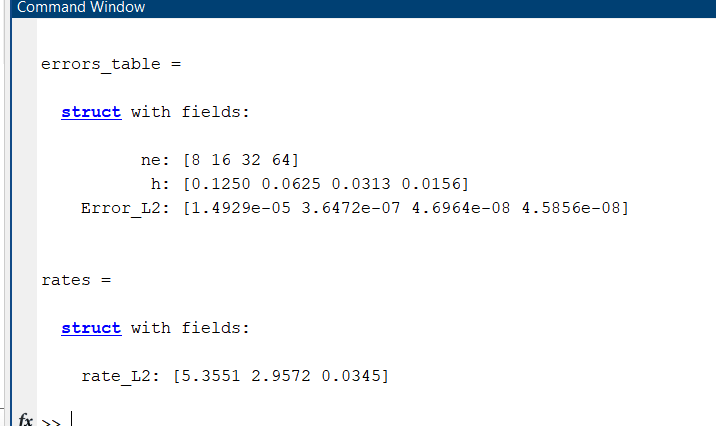 Command Window
errors_table =
struct with fields:
ne: [8 16 32 64]
h: [0.1250 0.0625 0.0313 0.0156]
Error_L2: [1.4929e-05 3.6472e-07 4.6964e-08 4.5856e-08]
rates =
struct with fields:
rate_L2: [5.3551 2.9572 0.0345]
fx >>